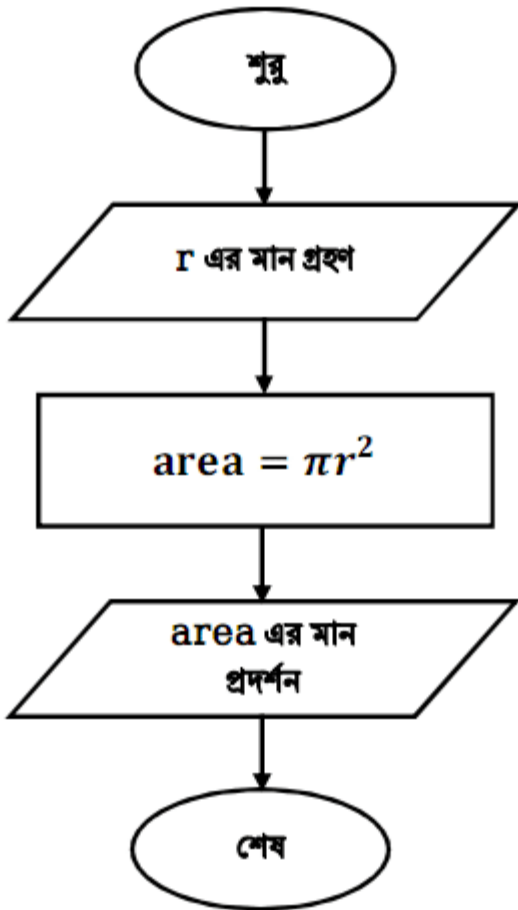 শুরু
r এর মান গ্রহণ
area = πr²
area এর মান
প্রদর্শন
শেষ